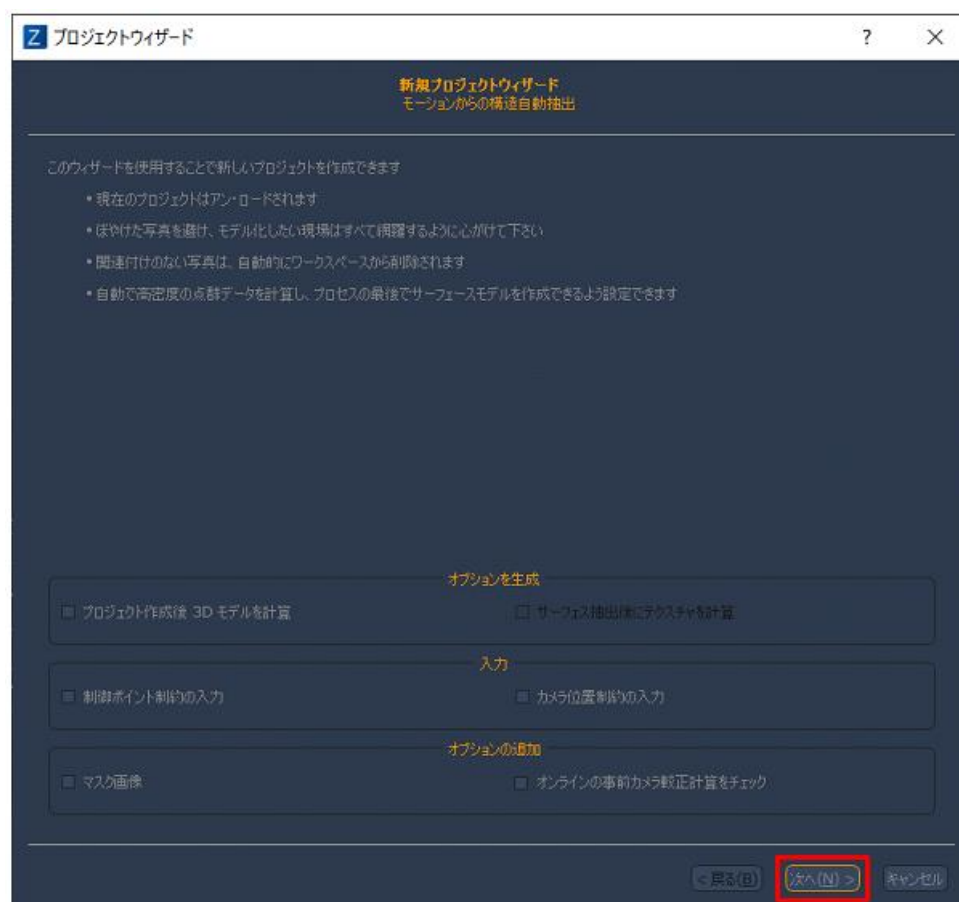 Z プロジェクトウィザード ? ×
新規プロジェクトウィザード
モーションからの構造自動抽出
このウィザードを使用することで新しいプロジェクトを作成できます
• 現在のプロジェクトはアン・ロードされます
• ぼやけた写真を避け、モデル化したい現場はすべて網羅するように心がけて下さい
• 関連付けのない写真は、自動的にワークスペースから削除されます
• 自動で高密度の点群データを計算し、プロセスの最後でサーフェースモデルを作成できるよう設定できます
オプションを生成
プロジェクト作成後 3D モデルを計算 サーフェス抽出後にテクスチャを計算
入力
制御ポイント制約の入力 カメラ位置制約の入力
オプションの追加
マスク画像 オンラインの事前カメラ較正計算をチェック
< 戻る(B) 次へ(N) > キャンセル